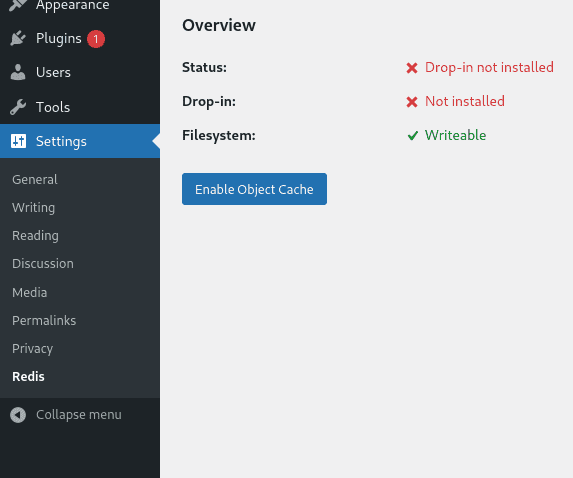 Appearance
Plugins 1
Users
Tools
Settings
General
Writing
Reading
Discussion
Media
Permalinks
Privacy
Redis
Collapse menu
Overview
Status: Drop-in not installed
Drop-in: Not installed
Filesystem: Writeable
Enable Object Cache